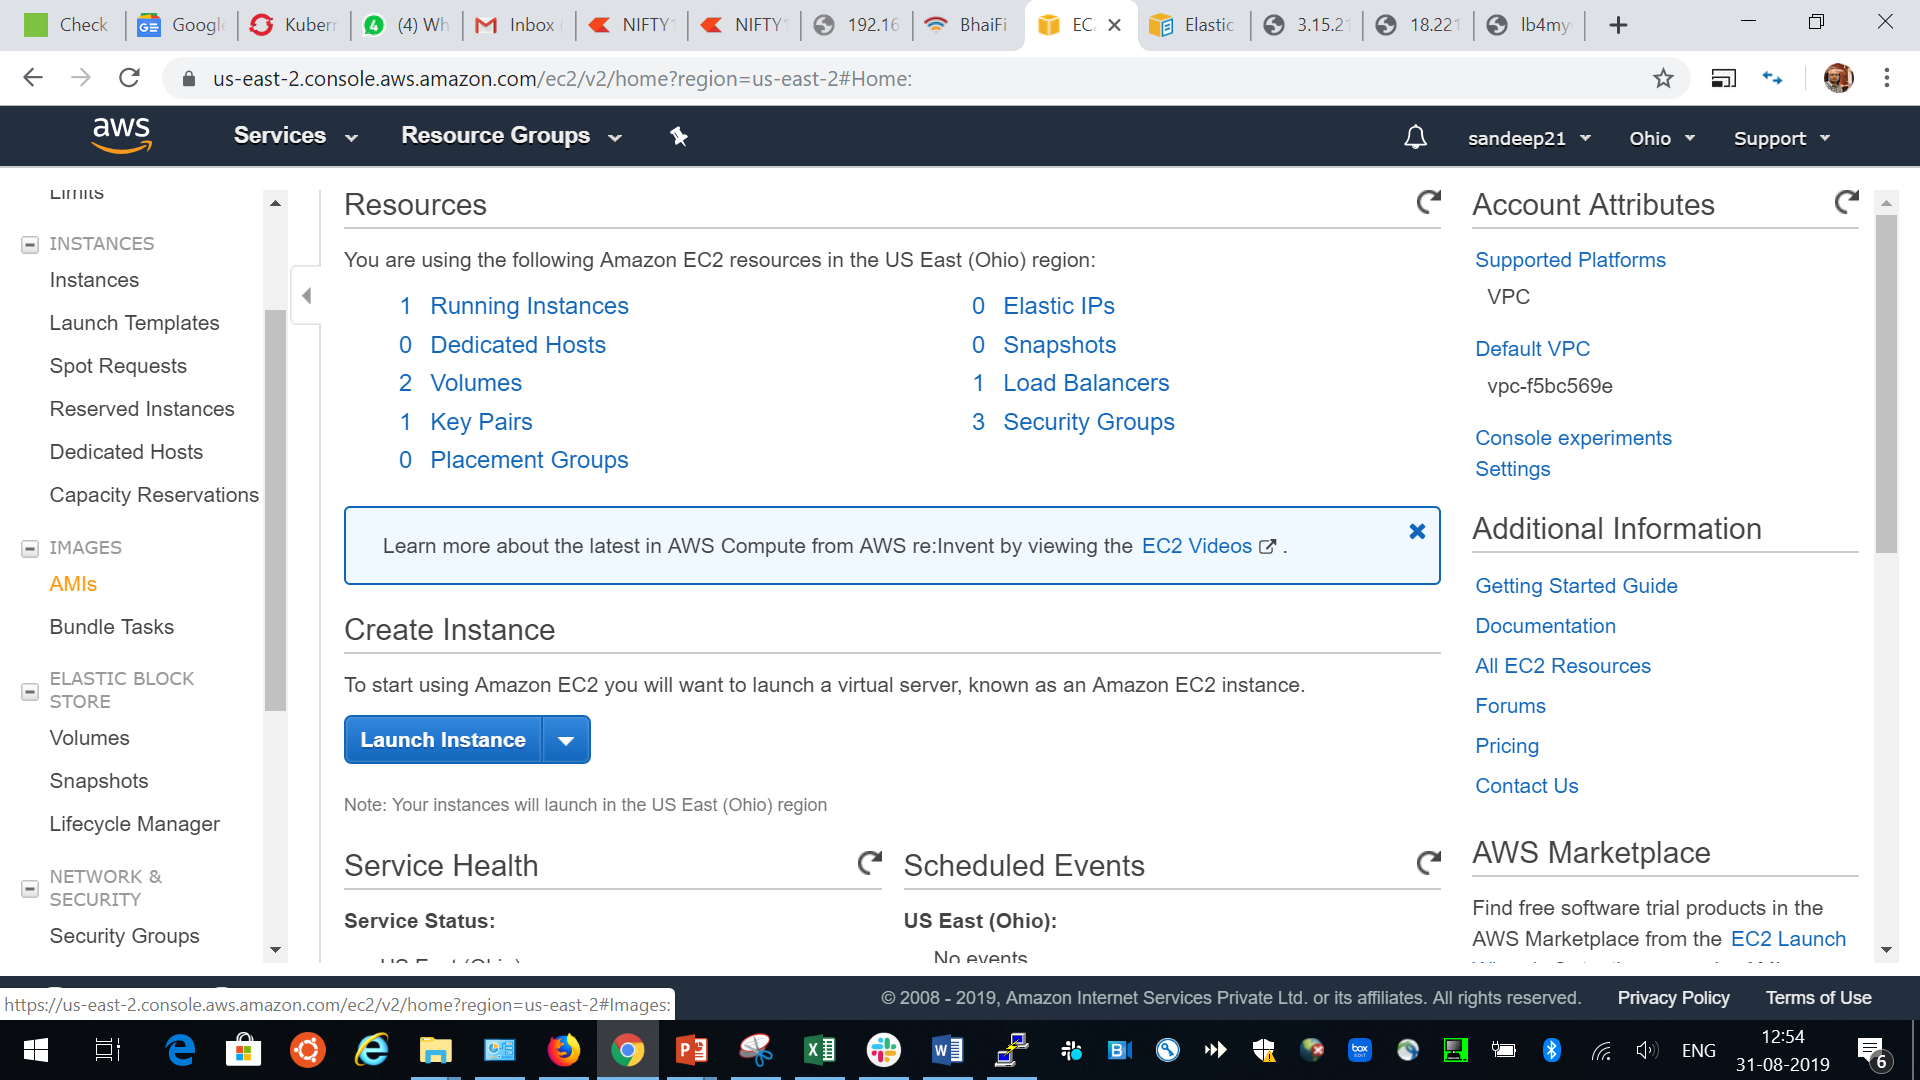 Check
Google
Kubern
(4) Wh
Inbox
NIFTY
NIFTY
192.16
BhaiFi
EC
Elastic
3.15.21
18.221
lb4my
us-east-2.console.aws.amazon.com/ec2/v2/home?region=us-east-2#Home:
aws
Services
Resource Groups
sandeep21
Ohio
Support
Limits
INSTANCES
Instances
Launch Templates
Spot Requests
Reserved Instances
Dedicated Hosts
Capacity Reservations
IMAGES
AMIs
Bundle Tasks
ELASTIC BLOCK
STORE
Volumes
Snapshots
Lifecycle Manager
NETWORK &
SECURITY
Security Groups
Resources
You are using the following Amazon EC2 resources in the US East (Ohio) region:
1 Running Instances
0 Dedicated Hosts
2 Volumes
1 Key Pairs
0 Placement Groups
0 Elastic IPs
0 Snapshots
1 Load Balancers
3 Security Groups
Learn more about the latest in AWS Compute from AWS re:Invent by viewing the EC2 Videos .
Create Instance
To start using Amazon EC2 you will want to launch a virtual server, known as an Amazon EC2 instance.
Launch Instance
Note: Your instances will launch in the US East (Ohio) region
Service Health
Service Status:
US East (Ohio)
Scheduled Events
US East (Ohio):
No events
Account Attributes
Supported Platforms
VPC
Default VPC
vpc-f5bc569e
Console experiments
Settings
Additional Information
Getting Started Guide
Documentation
All EC2 Resources
Forums
Pricing
Contact Us
AWS Marketplace
Find free software trial products in the
AWS Marketplace from the EC2 Launch
https://us-east-2.console.aws.amazon.com/ec2/v2/home?region=us-east-2#Images:
© 2008 - 2019, Amazon Internet Services Private Ltd. or its affiliates. All rights reserved.
Privacy Policy
Terms of Use
ENG
12:54
31-08-2019
6